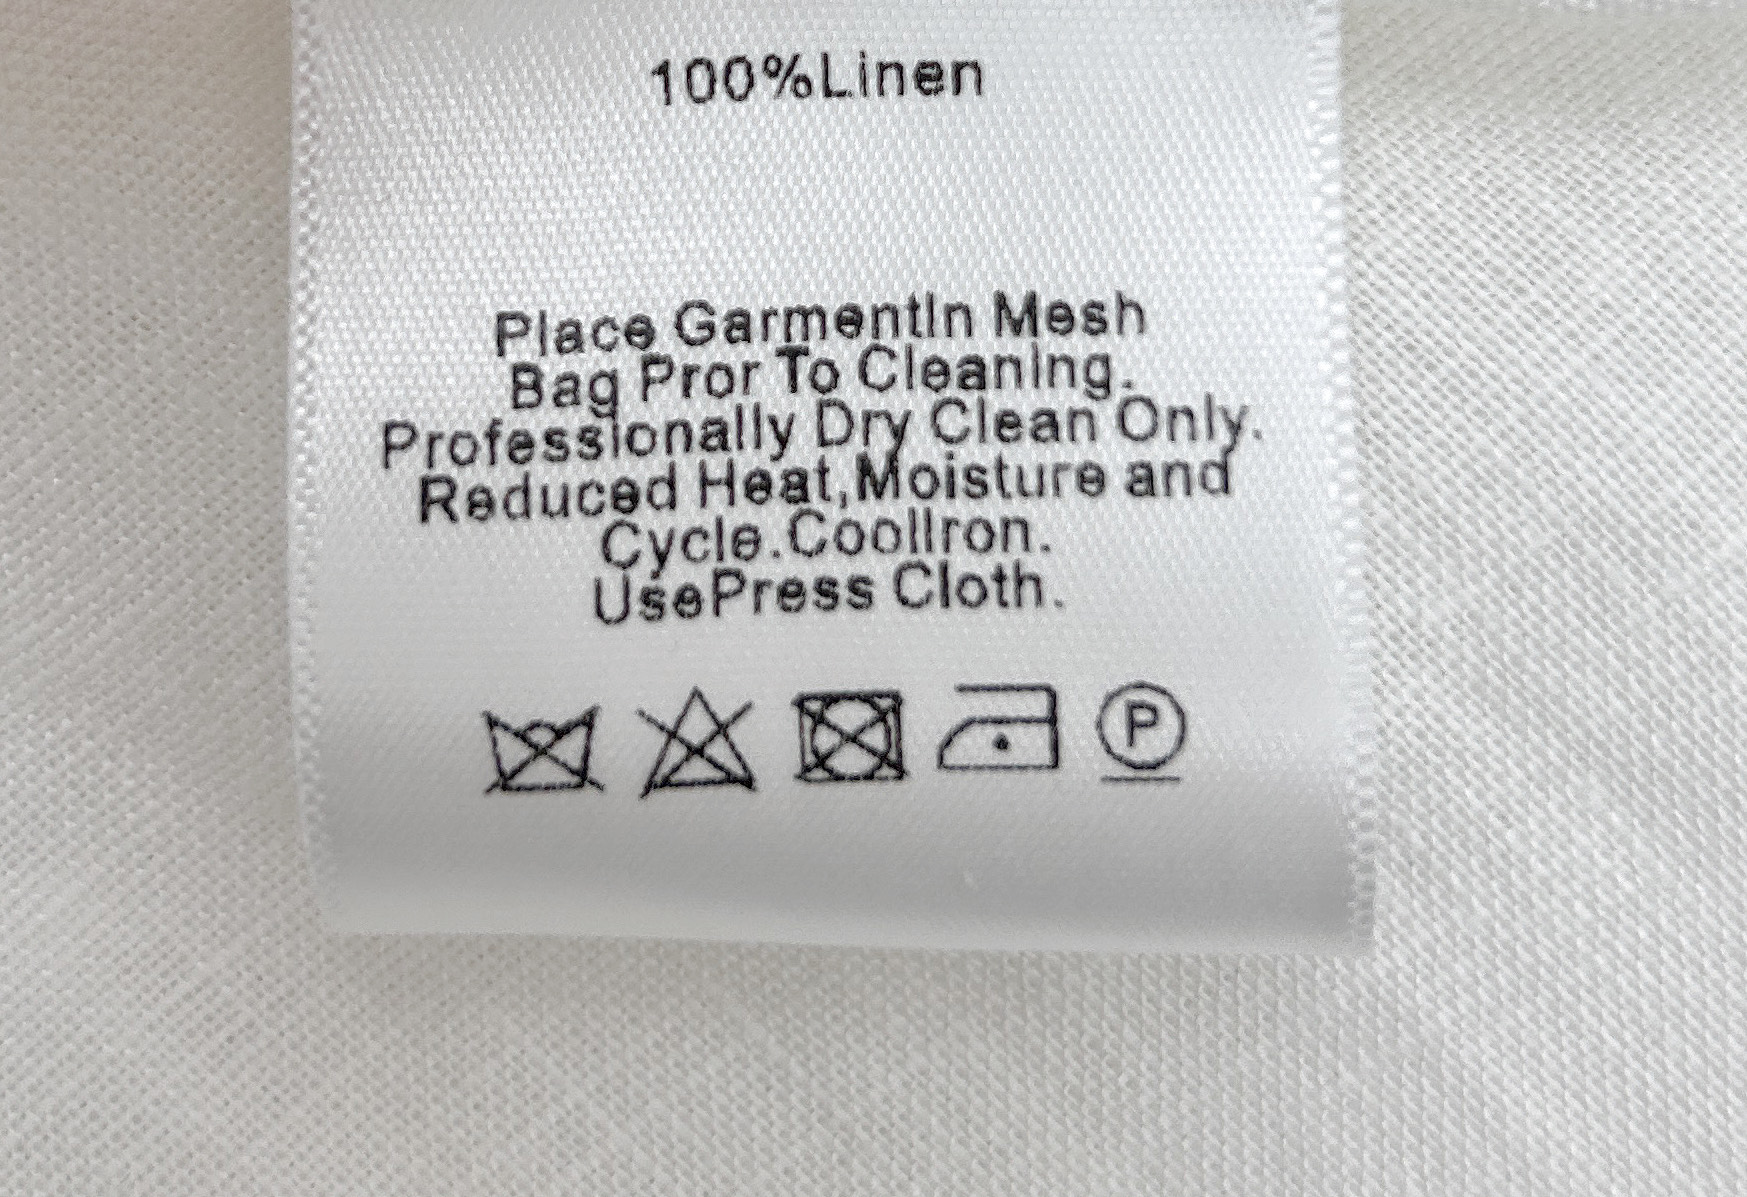 100%Linen
Place GarmentIn Mesh
Bag Pror To Cleaning.
Professionally Dry Clean Only.
Reduced Heat,Moisture and
Cycle.CoolIron.
UsePress Cloth.
P